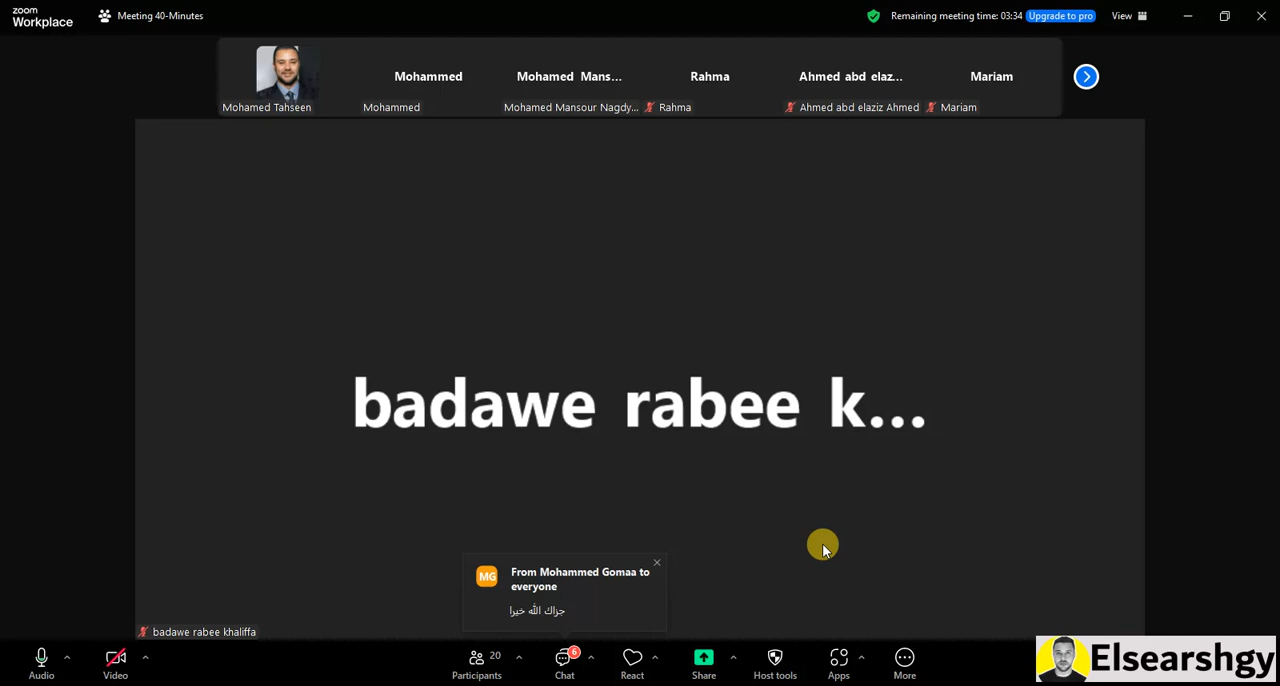 zoom
Workplace
Meeting 40-Minutes
Remaining meeting time: 03:34
Upgrade to pro
View
Mohamed Tahseen
Mohammed
Mohammed
Mohamed Mans...
Mohamed Mansour Nagdy...
Rahma
Rahma
Ahmed abd elaz...
Ahmed abd elaziz Ahmed
Mariam
Mariam
badawe rabee k...
MG
From Mohammed Gomaa to
everyone
جزاك الله خيرا
badawe rabee khaliffa
Audio
Video
20
Participants
6
Chat
React
Share
Host tools
Apps
More
Elsearshgy